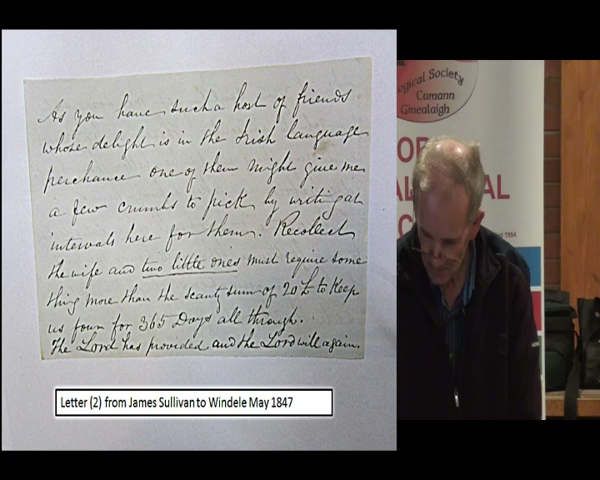 As you have such a host of friends
whose delight is in the Irish language
perchance one of them might give me
a few crumbs to pick by writing at
intervals here for them. Recollect
the wife and two little ones must require some
thing more than the scanty sum of 20 £ to keep
us four for 365 Days all through.
The Lord has provided and the Lord will again.
Letter (2) from James Sullivan to Windele May 1847
ological Society
Cumann
Ginealaigh